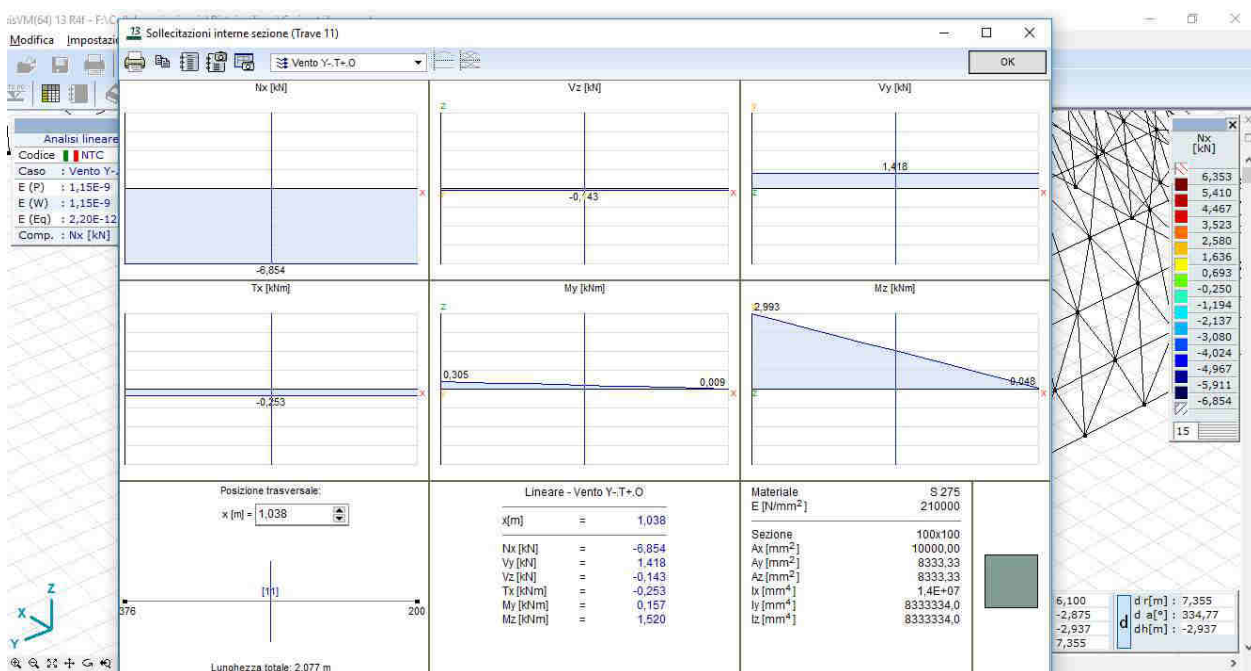 isVM(64) 13 R4f - F:\C
Modifica Impostazi
Analisi lineare
Codice NTC
Caso : Vento Y-.
E (P) : 1,15E-9
E (W) : 1,15E-9
E (Eq) : 2,20E-12
Comp. : Nx [kN]
13 Sollecitazioni interne sezione (Trave 11)
Vento Y-.T+.O
OK
Nx [kN]
x
-6,854
Vz [kN]
z
x
-0,143
Vy [kN]
y
1,418
z
x
Tx [kNm]
x
-0,253
My [kNm]
z
0,305
0,009
x
Mz [kNm]
2,993
-0,048
z
x
Posizione trasversale:
x [m] = 1,038
[11]
376
200
Lunghezza totale: 2,077 m
Lineare - Vento Y-.T+.O
x[m] = 1,038
Nx [kN] = -6,854
Vy [kN] = 1,418
Vz [kN] = -0,143
Tx [kNm] = -0,253
My [kNm] = 0,157
Mz [kNm] = 1,520
Materiale S 275
E [N/mm²] 210000
Sezione 100x100
Ax [mm²] 10000,00
Ay [mm²] 8333,33
Az [mm²] 8333,33
Ix [mm⁴] 1.4E+07
Iy [mm⁴] 8333334,0
Iz [mm⁴] 8333334,0
Nx
[kN]
6,353
5,410
4,467
3,523
2,580
1,636
0,693
-0,250
-1,194
-2,137
-3,080
-4,024
-4,967
-5,911
-6,854
15
Z
X
Y
6,100
-2,875
-2,937
7,355
d
d r[m] : 7,355
d a[°] : 334,77
dh[m] : -2,937